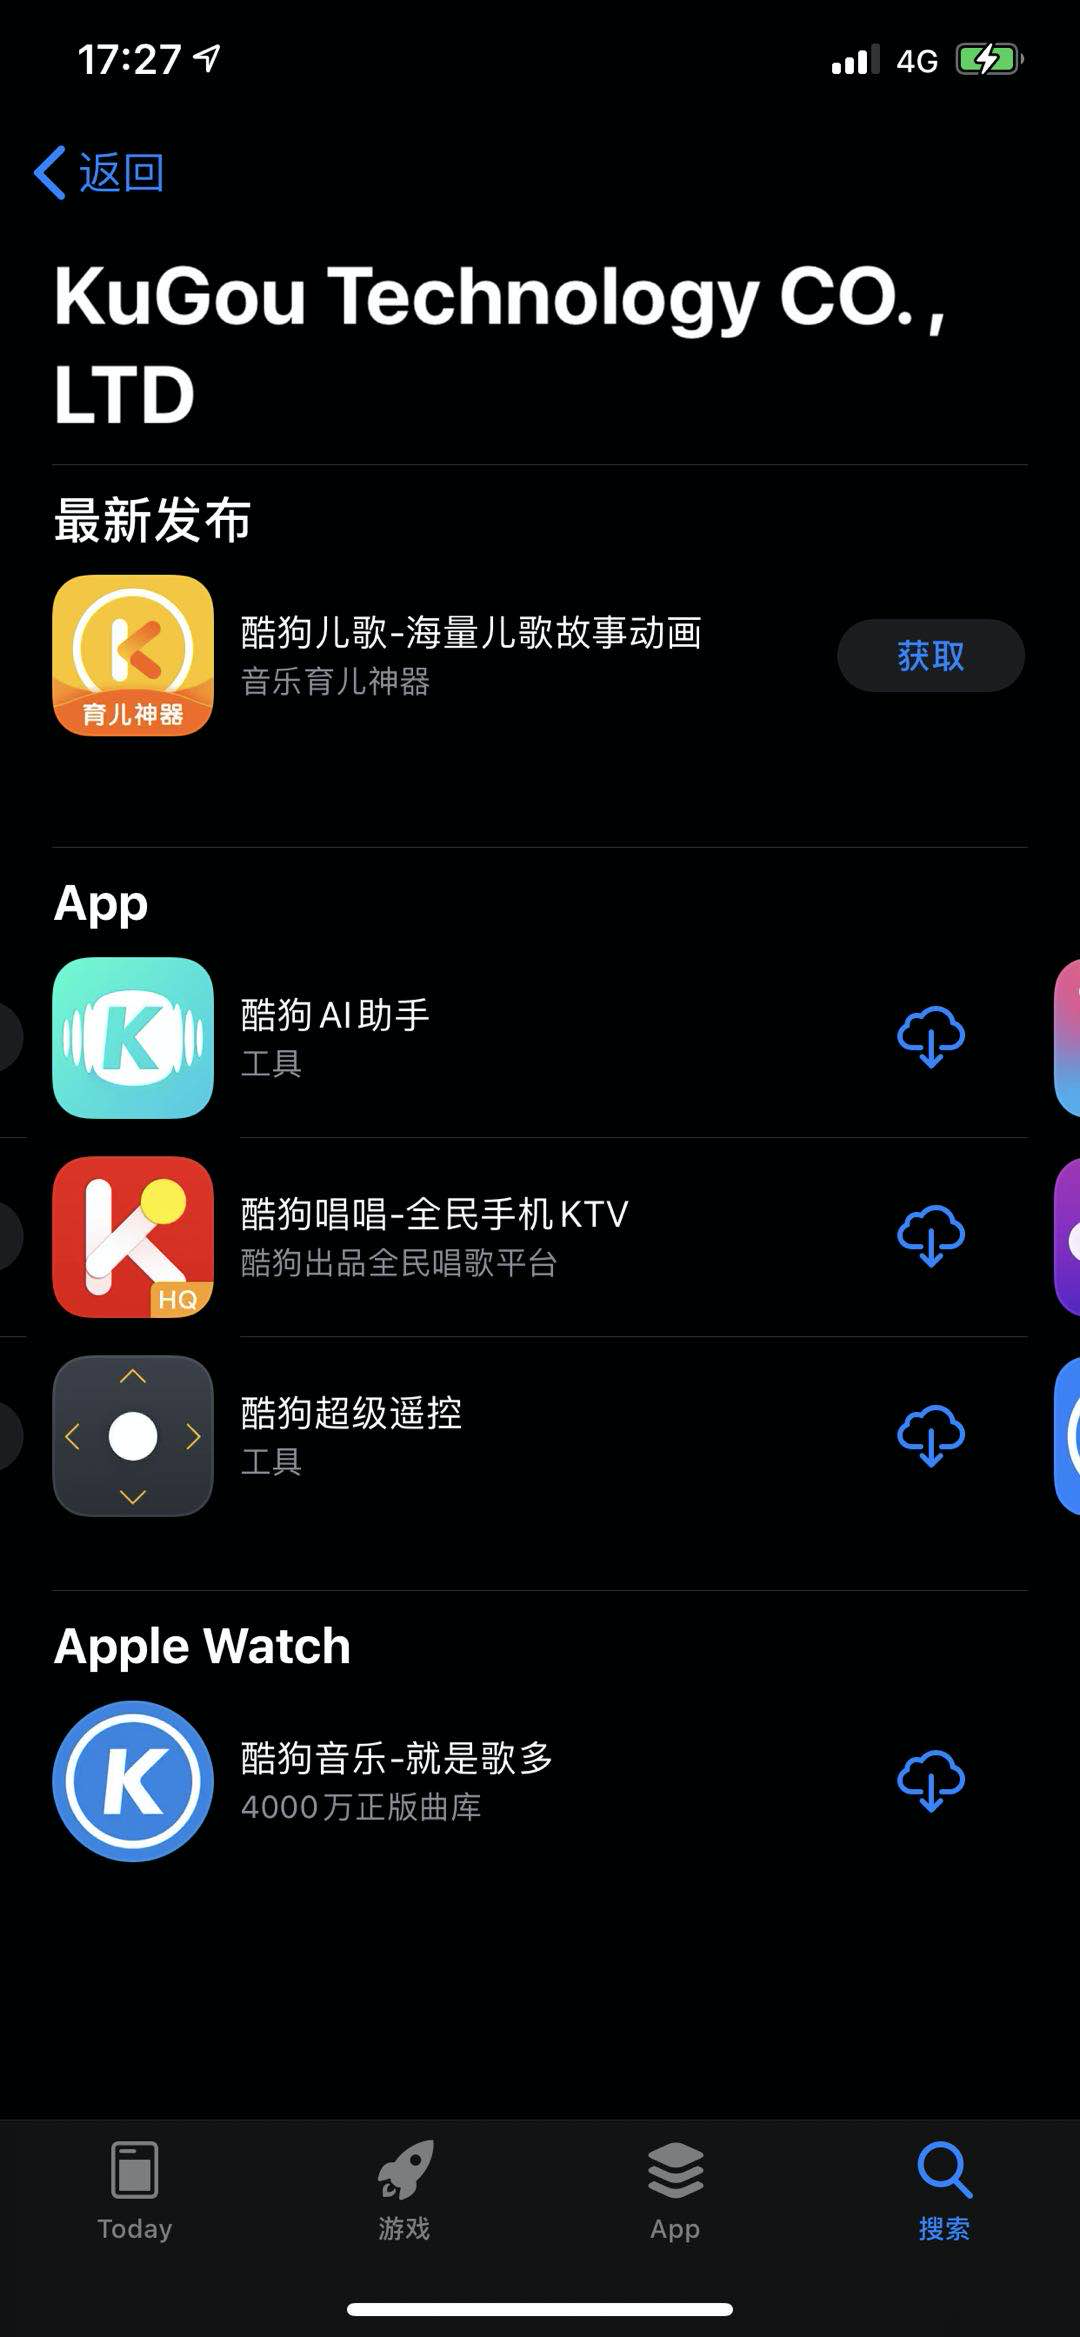 17:27
4G
返回
KuGou Technology CO.,
LTD
最新发布
育儿神器
酷狗儿歌-海量儿歌故事动画
音乐育儿神器
获取
App
K
酷狗AI助手
工具
K
HQ
酷狗唱唱-全民手机KTV
酷狗出品全民唱歌平台
酷狗超级遥控
工具
Apple Watch
K
酷狗音乐-就是歌多
4000万正版曲库
Today
游戏
App
搜索